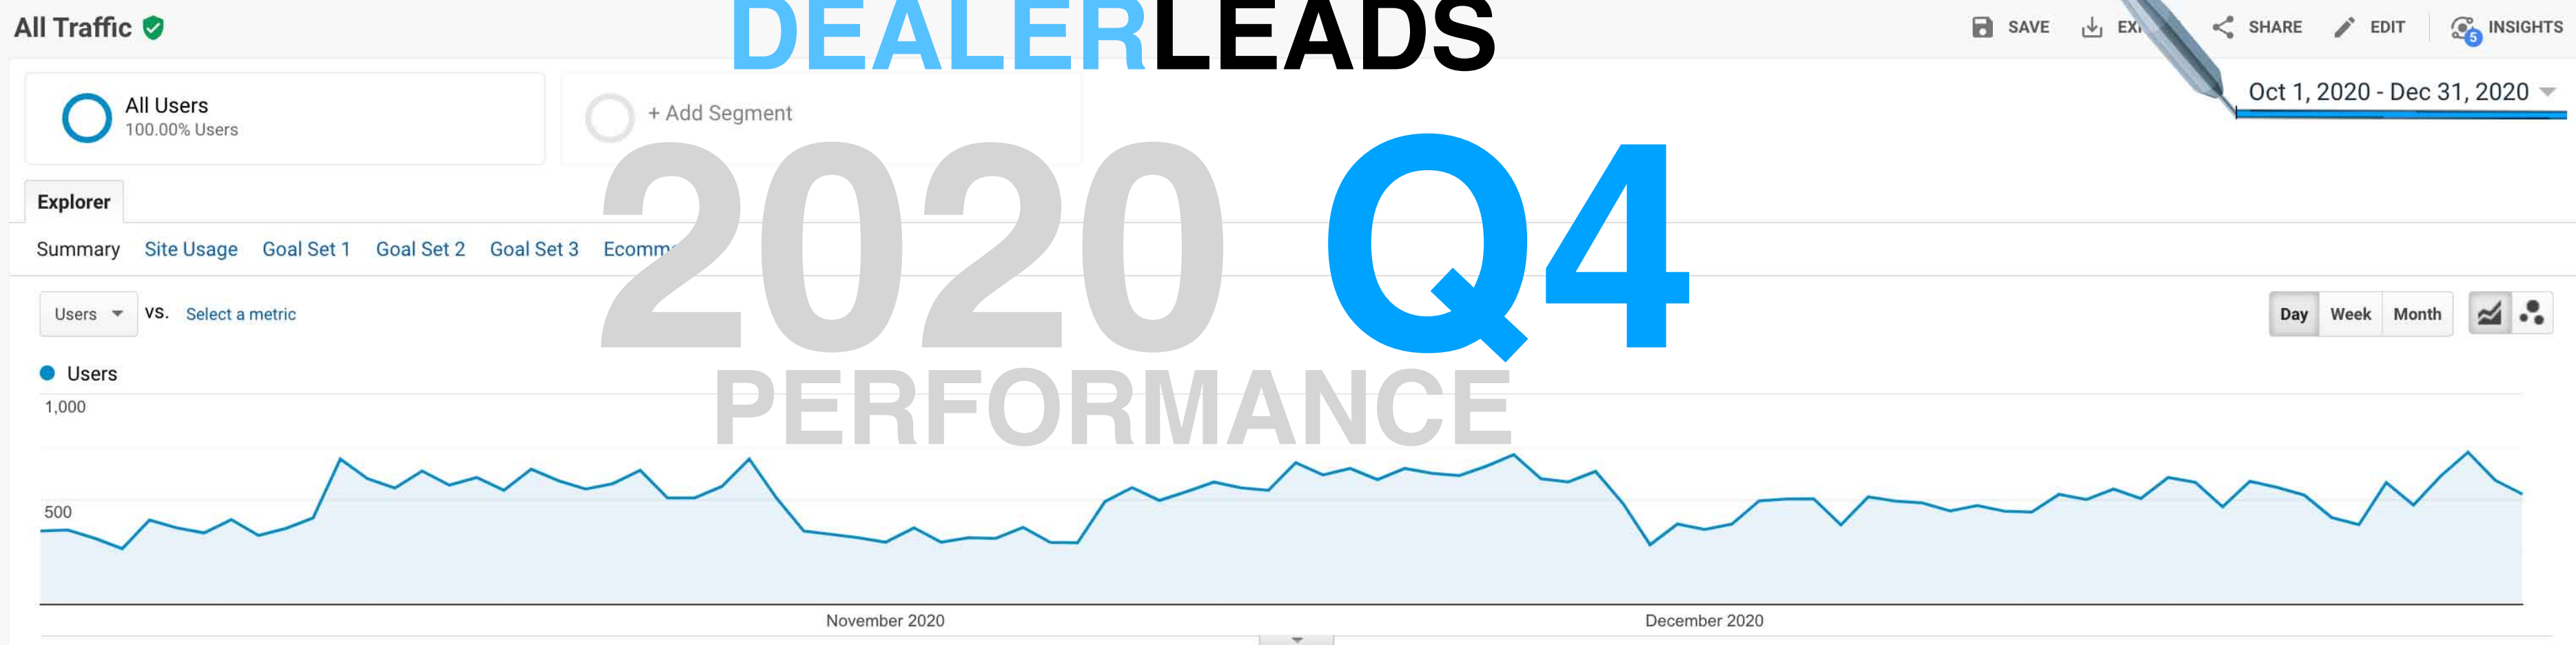 All Traffic
DEALERLEADS
SAVE
SHARE
EDIT
5
INSIGHTS
All Users
100.00% Users
+ Add Segment
Oct 1, 2020 - Dec 31, 2020
2020 Q4
PERFORMANCE
Explorer
Summary Site Usage Goal Set 1 Goal Set 2 Goal Set 3
Users VS. Select a metric
Day Week Month
Users
1,000
500
November 2020
December 2020